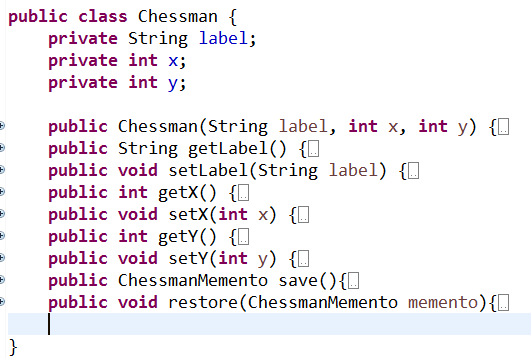 public class Chessman {
private String label;
private int x;
private int y;
public Chessman(String label, int x, int y) {
public String getLabel() {
public void setLabel(String label) {
public int getX() {
public void setX(int x) {
public int getY() {
public void setY(int y) {
public ChessmanMemento save(){
public void restore(ChessmanMemento memento){
}